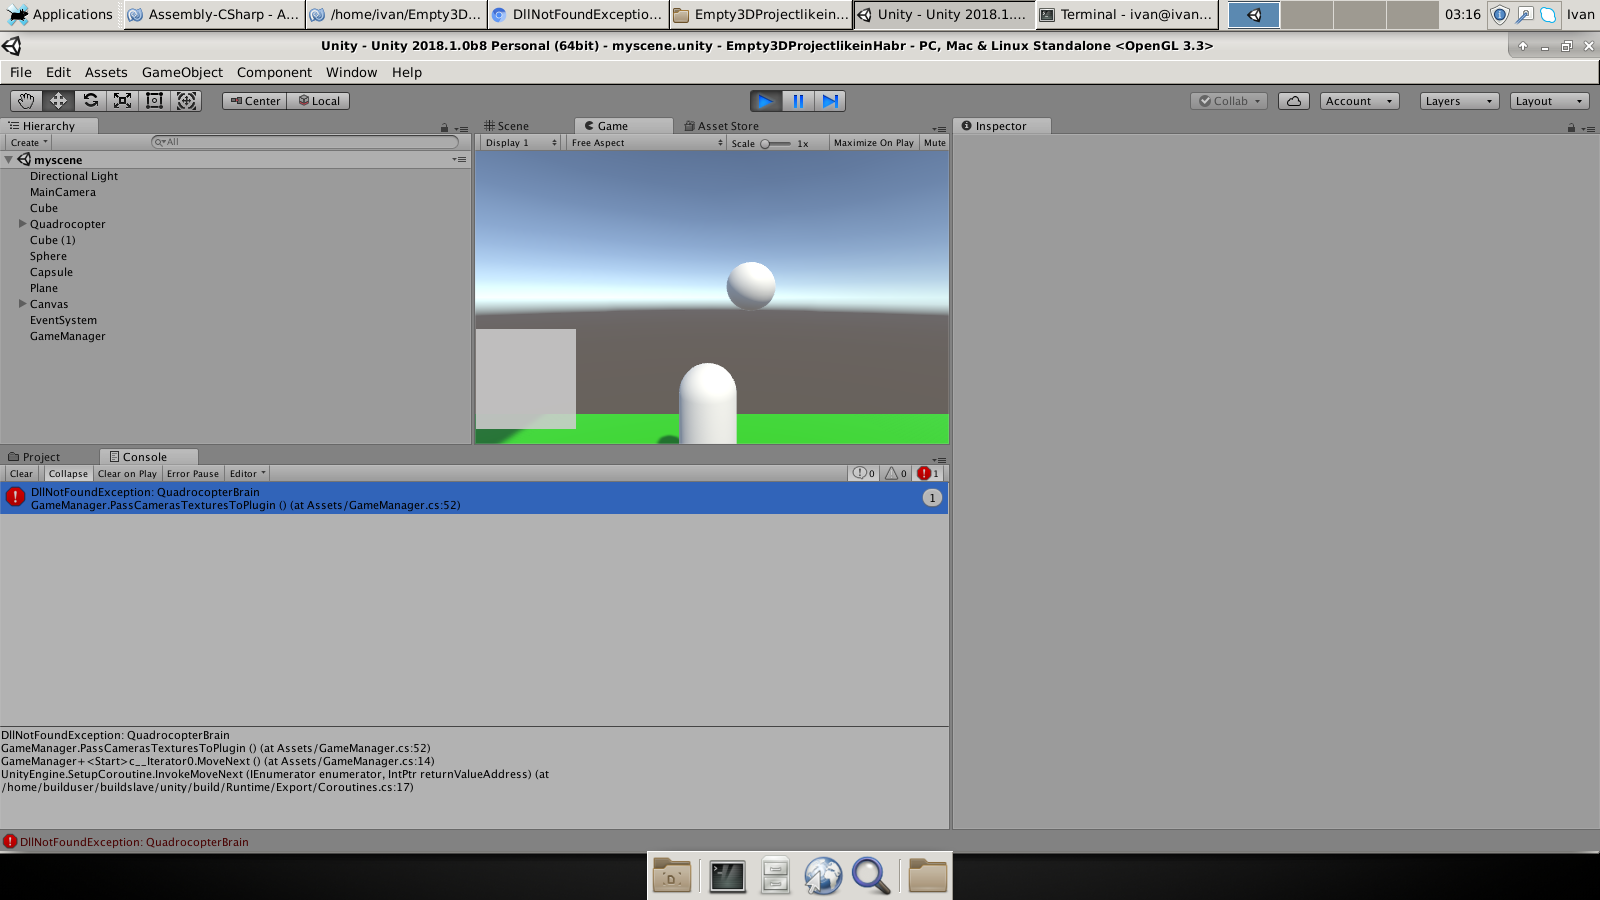 Applications
Assembly-CSharp - A...
/home/ivan/Empty3D...
DllNotFoundExceptio...
Empty3DProjectlikein...
Unity - Unity 2018.1....
Terminal - ivan@ivan...
03:16
Ivan
Unity - Unity 2018.1.0b8 Personal (64bit) - myscene.unity - Empty3DProjectlikeinHabr - PC, Mac & Linux Standalone <OpenGL 3.3>
File Edit Assets GameObject Component Window Help
Center Local
Collab Account Layers Layout
Hierarchy
Scene Game Asset Store
Inspector
Create All
Display 1 Free Aspect Scale 1x Maximize On Play Mute
myscene
Directional Light
MainCamera
Cube
Quadrocopter
Cube (1)
Sphere
Capsule
Plane
Canvas
EventSystem
GameManager
Project Console
Clear Collapse Clear on Play Error Pause Editor 0 0 1
DllNotFoundException: QuadrocopterBrain
GameManager.PassCamerasTexturesToPlugin () (at Assets/GameManager.cs:52)
1
DllNotFoundException: QuadrocopterBrain
GameManager.PassCamerasTexturesToPlugin () (at Assets/GameManager.cs:52)
GameManager+<Start>c__Iterator0.MoveNext () (at Assets/GameManager.cs:14)
UnityEngine.SetupCoroutine.InvokeMoveNext (IEnumerator enumerator, IntPtr returnValueAddress) (at
/home/builduser/buildslave/unity/build/Runtime/Export/Coroutines.cs:17)
DllNotFoundException: QuadrocopterBrain